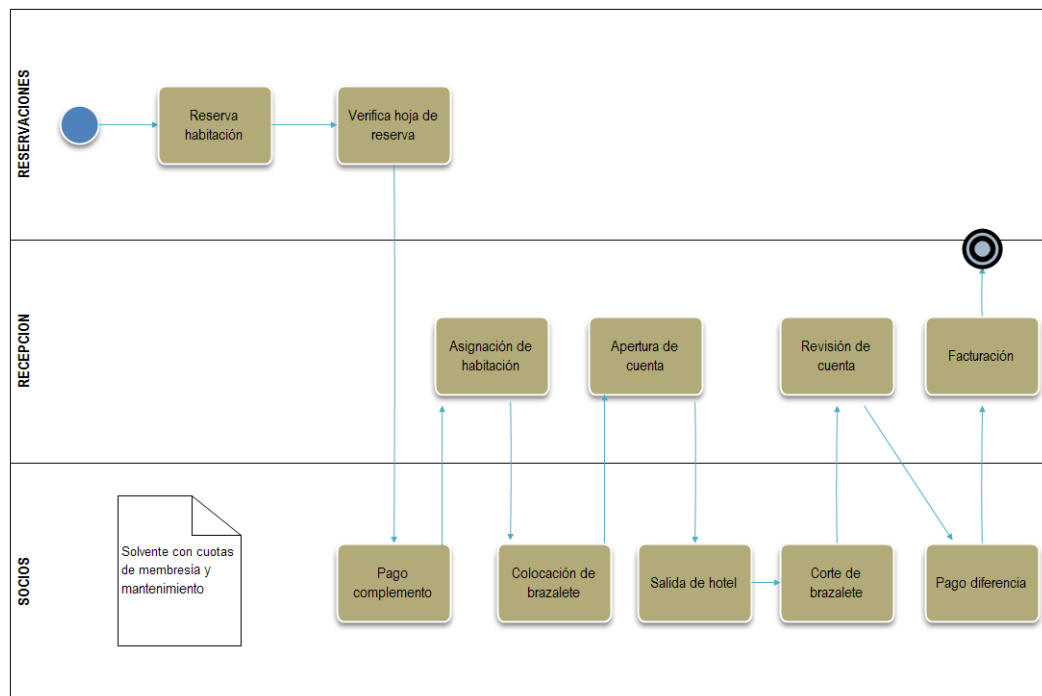 RESERVACIONES
Reserva
habitación
Verifica hoja de
reserva
RECEPCION
Asignación de
habitación
Apertura de
cuenta
Revisión de
cuenta
Facturación
SOCIOS
Solvente con cuotas
de membresía y
mantenimiento
Pago
complemento
Colocación de
brazalete
Salida de hotel
Corte de
brazalete
Pago diferencia